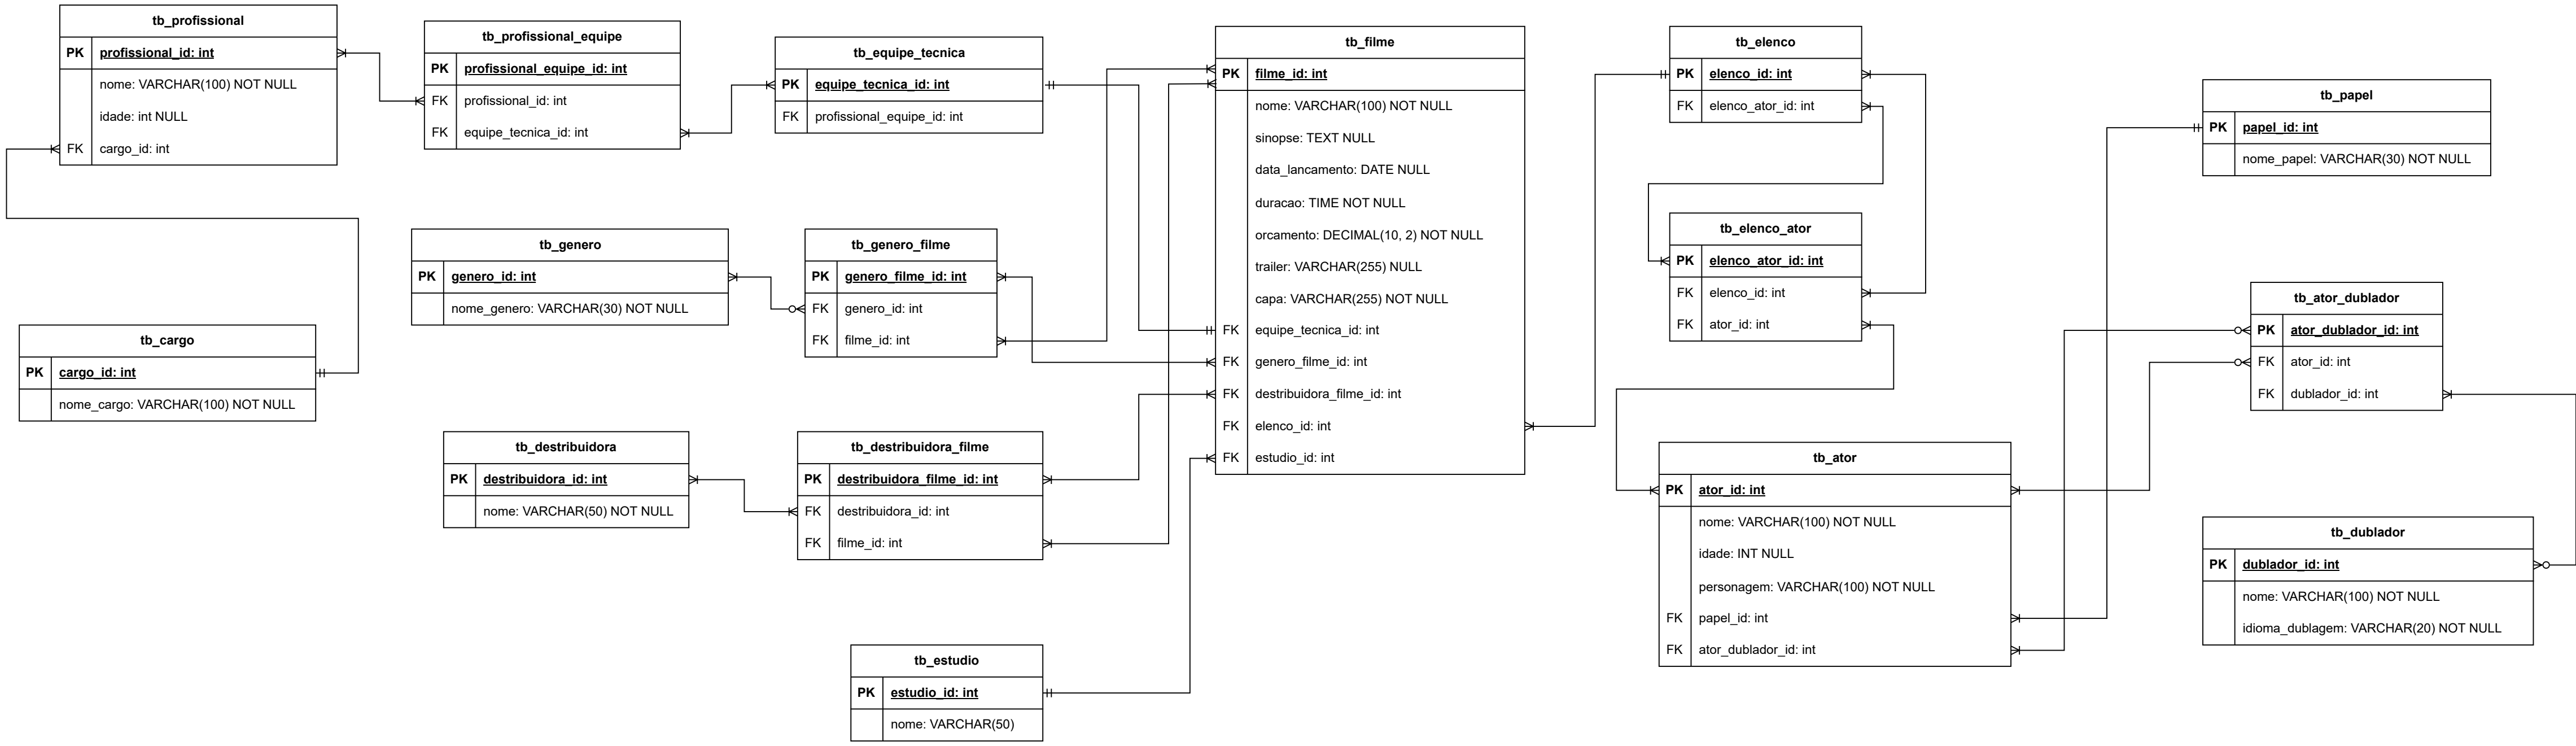 tb_profissional
PK profissional_id: int
nome: VARCHAR(100) NOT NULL
idade: int NULL
FK cargo_id: int
tb_profissional_equipe
PK profissional_equipe_id: int
FK profissional_id: int
FK equipe_tecnica_id: int
tb_equipe_tecnica
PK equipe_tecnica_id: int
FK profissional_equipe_id: int
tb_filme
PK filme_id: int
nome: VARCHAR(100) NOT NULL
sinopse: TEXT NULL
data_lancamento: DATE NULL
duracao: TIME NOT NULL
orcamento: DECIMAL(10, 2) NOT NULL
trailer: VARCHAR(255) NULL
capa: VARCHAR(255) NOT NULL
FK equipe_tecnica_id: int
FK genero_filme_id: int
FK destribuidora_filme_id: int
FK elenco_id: int
FK estudio_id: int
tb_elenco
PK elenco_id: int
FK elenco_ator_id: int
tb_papel
PK papel_id: int
nome_papel: VARCHAR(30) NOT NULL
tb_elenco_ator
PK elenco_ator_id: int
FK elenco_id: int
FK ator_id: int
tb_genero
PK genero_id: int
nome_genero: VARCHAR(30) NOT NULL
tb_genero_filme
PK genero_filme_id: int
FK genero_id: int
FK filme_id: int
tb_ator_dublador
PK ator_dublador_id: int
FK ator_id: int
FK dublador_id: int
tb_cargo
PK cargo_id: int
nome_cargo: VARCHAR(100) NOT NULL
tb_destribuidora
PK destribuidora_id: int
nome: VARCHAR(50) NOT NULL
tb_destribuidora_filme
PK destribuidora_filme_id: int
FK destribuidora_id: int
FK filme_id: int
tb_ator
PK ator_id: int
nome: VARCHAR(100) NOT NULL
idade: INT NULL
personagem: VARCHAR(100) NOT NULL
FK papel_id: int
FK ator_dublador_id: int
tb_dublador
PK dublador_id: int
nome: VARCHAR(100) NOT NULL
idioma_dublagem: VARCHAR(20) NOT NULL
tb_estudio
PK estudio_id: int
nome: VARCHAR(50)